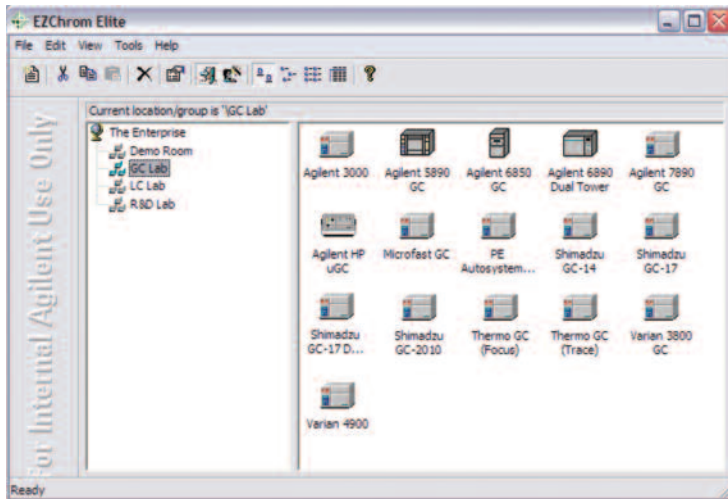 EZChrom Elite
File Edit View Tools Help
Current location/group is '\GC Lab'
The Enterprise
Demo Room
GC Lab
LC Lab
R&D Lab
For Internal Agilent Use Only
Agilent 3000
Agilent 5890
GC
Agilent 6850
GC
Agilent 6890
Dual Tower
Agilent 7890
GC
Agilent HP
uGC
Microfast GC
PE
Autosystem...
Shimadzu
GC-14
Shimadzu
GC-17
Shimadzu
GC-17 D...
Shimadzu
GC-2010
Thermo GC
(Focus)
Thermo GC
(Trace)
Varian 3800
GC
Varian 4900
Ready